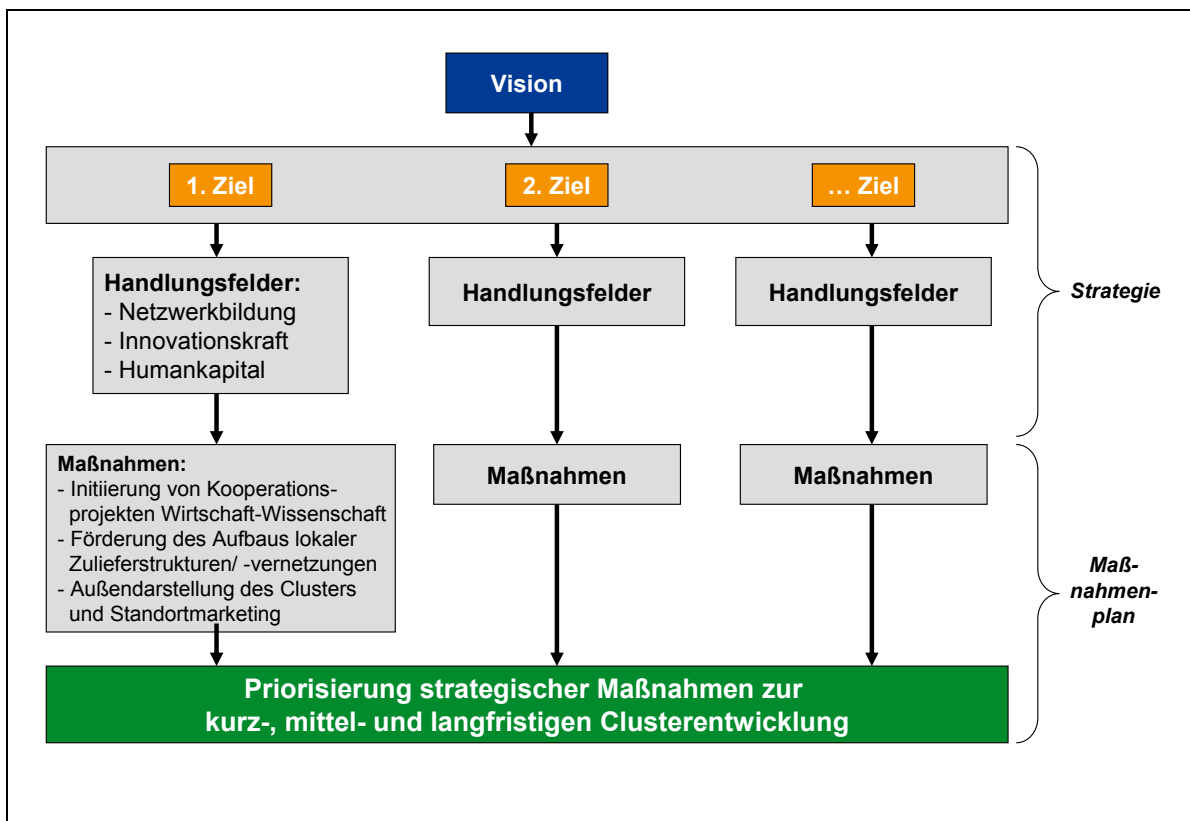 Vision
1. Ziel
2. Ziel
… Ziel
Handlungsfelder:
- Netzwerkbildung
- Innovationskraft
- Humankapital
Handlungsfelder
Handlungsfelder
Strategie
Maßnahmen:
- Initiierung von Kooperations-
projekten Wirtschaft-Wissenschaft
- Förderung des Aufbaus lokaler
Zulieferstrukturen/ -vernetzungen
- Außendarstellung des Clusters
und Standortmarketing
Maßnahmen
Maßnahmen
Maß-
nahmen-
plan
Priorisierung strategischer Maßnahmen zur
kurz-, mittel- und langfristigen Clusterentwicklung